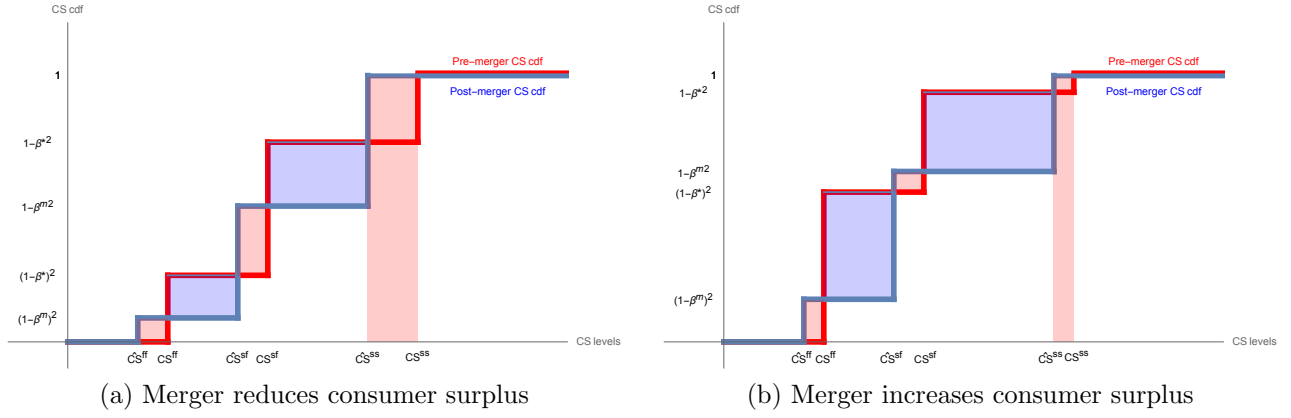 CS cdf
Pre-merger CS cdf
1
Post-merger CS cdf
1-β*2
1-βm2
(1-β*)2
(1-βm)2
CS levels
ĈSff CSff ĈSsf CSsf ĈSss CSss
(a) Merger reduces consumer surplus
CS cdf
Pre-merger CS cdf
1
Post-merger CS cdf
1-β*2
1-βm2
(1-β*)2
(1-βm)2
CS levels
ĈSff CSff ĈSsf CSsf ĈSss CSss
(b) Merger increases consumer surplus